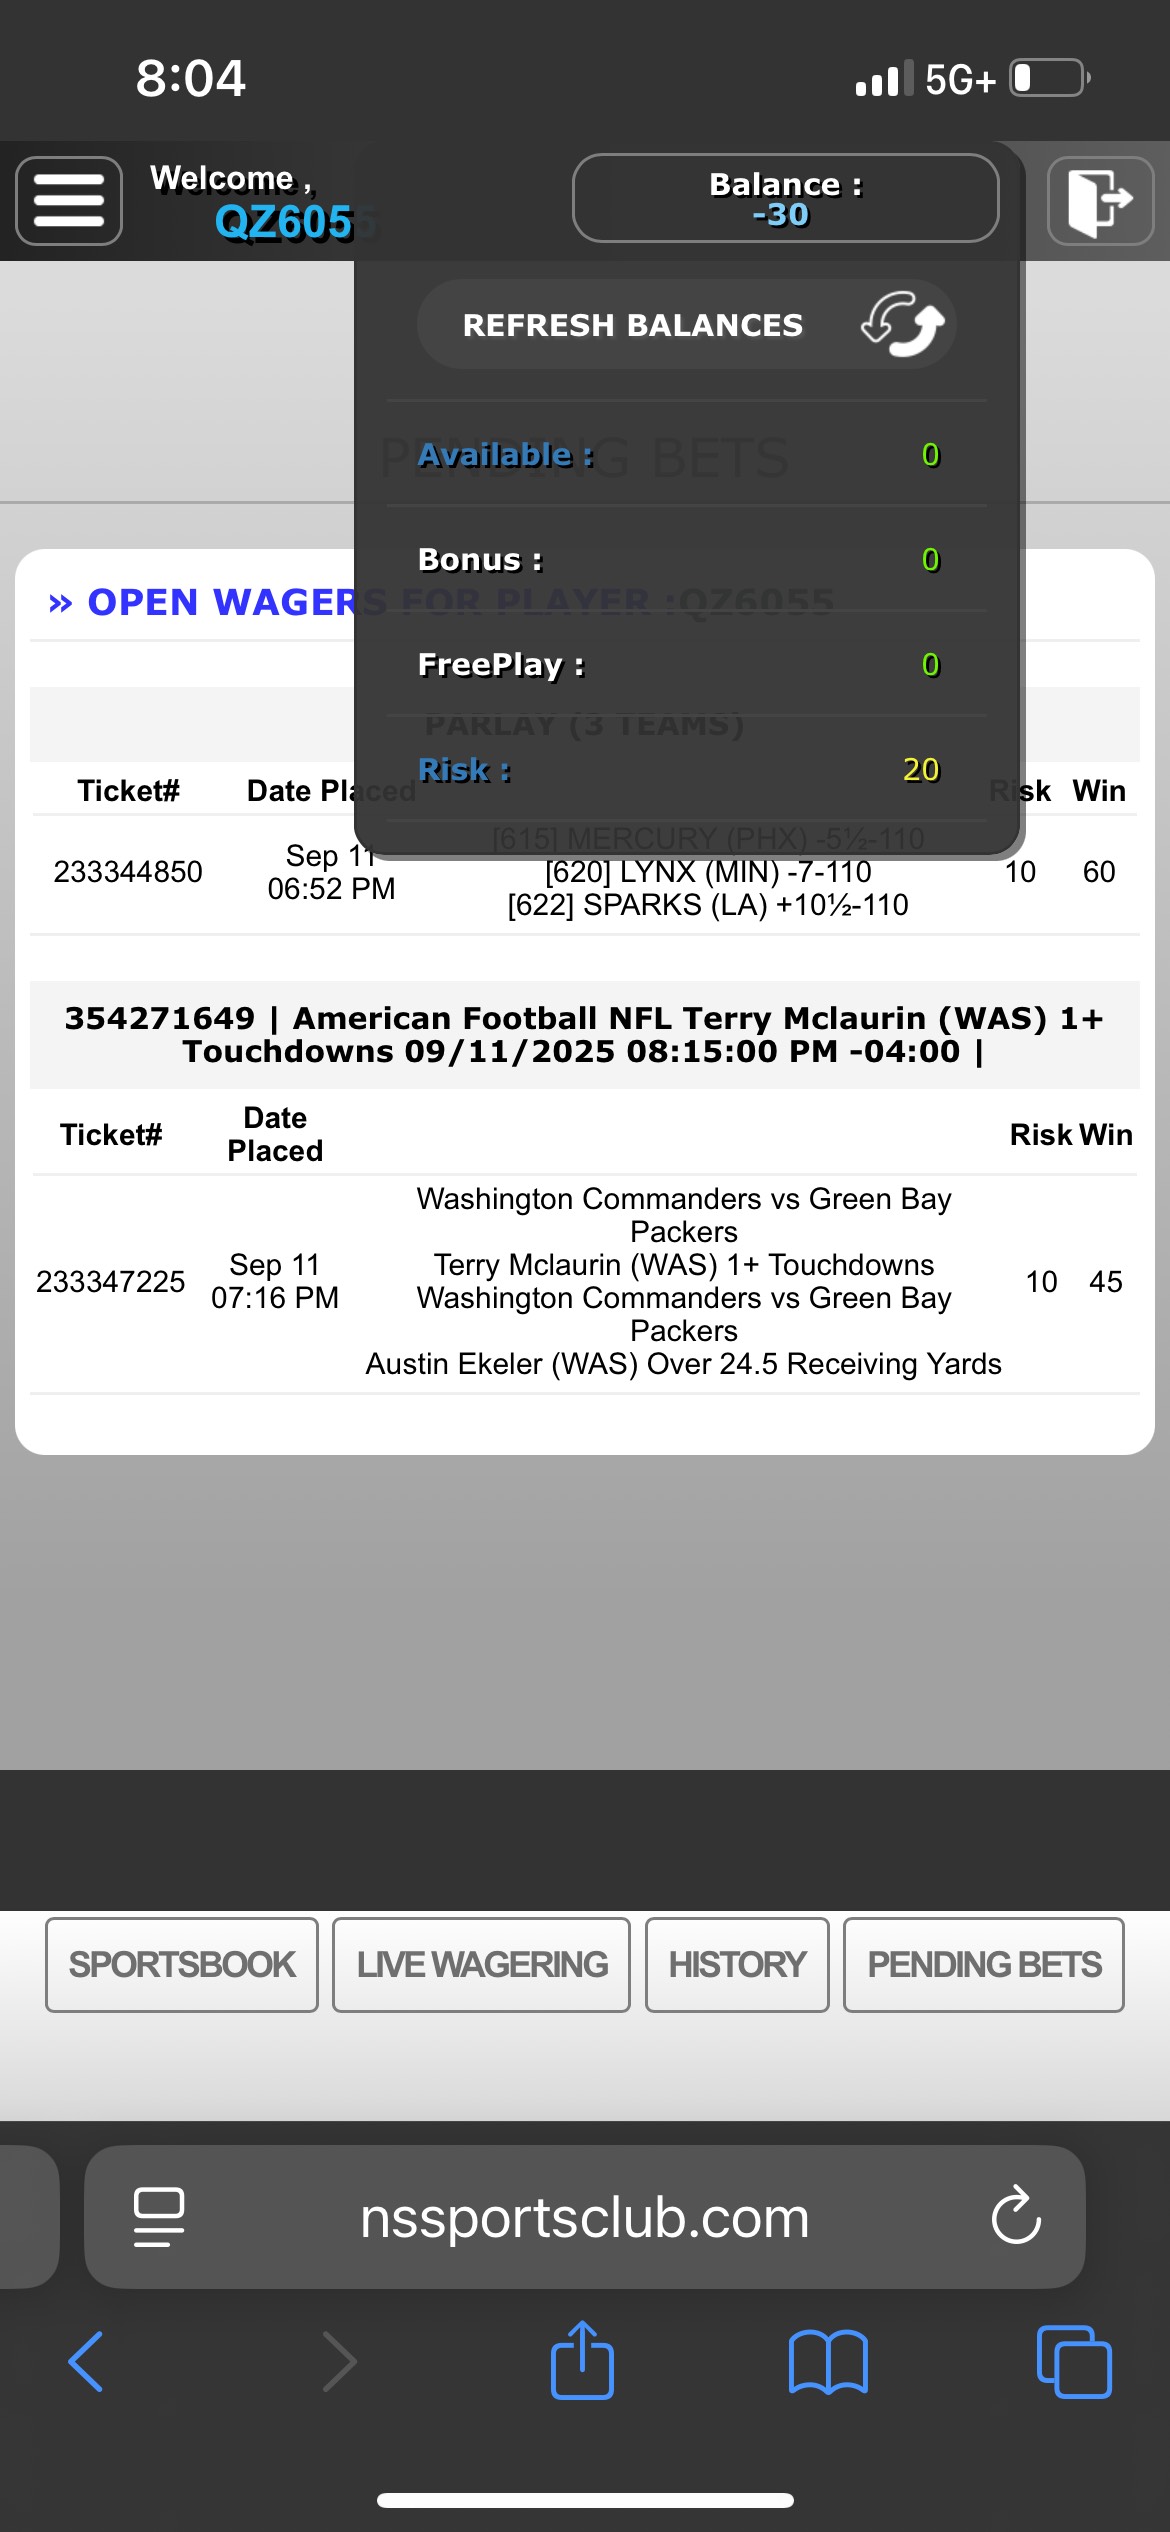 8:04
5G+
Welcome ,
QZ6055
Balance :
-30
REFRESH BALANCES
PENDING BETS
Available : 0
Bonus : 0
» OPEN WAGERS FOR PLAYER :QZ6055
FreePlay : 0
PARLAY (3 TEAMS)
Risk : 20
Ticket# Date Placed Risk Win
[615] MERCURY (PHX) -5½-110
233344850 Sep 11 06:52 PM [620] LYNX (MIN) -7-110 10 60
[622] SPARKS (LA) +10½-110
354271649 | American Football NFL Terry Mclaurin (WAS) 1+
Touchdowns 09/11/2025 08:15:00 PM -04:00 |
Ticket# Date Placed Risk Win
Washington Commanders vs Green Bay
Packers
Terry Mclaurin (WAS) 1+ Touchdowns
233347225 Sep 11 07:16 PM 10 45
Washington Commanders vs Green Bay
Packers
Austin Ekeler (WAS) Over 24.5 Receiving Yards
SPORTSBOOK LIVE WAGERING HISTORY PENDING BETS
nssportsclub.com